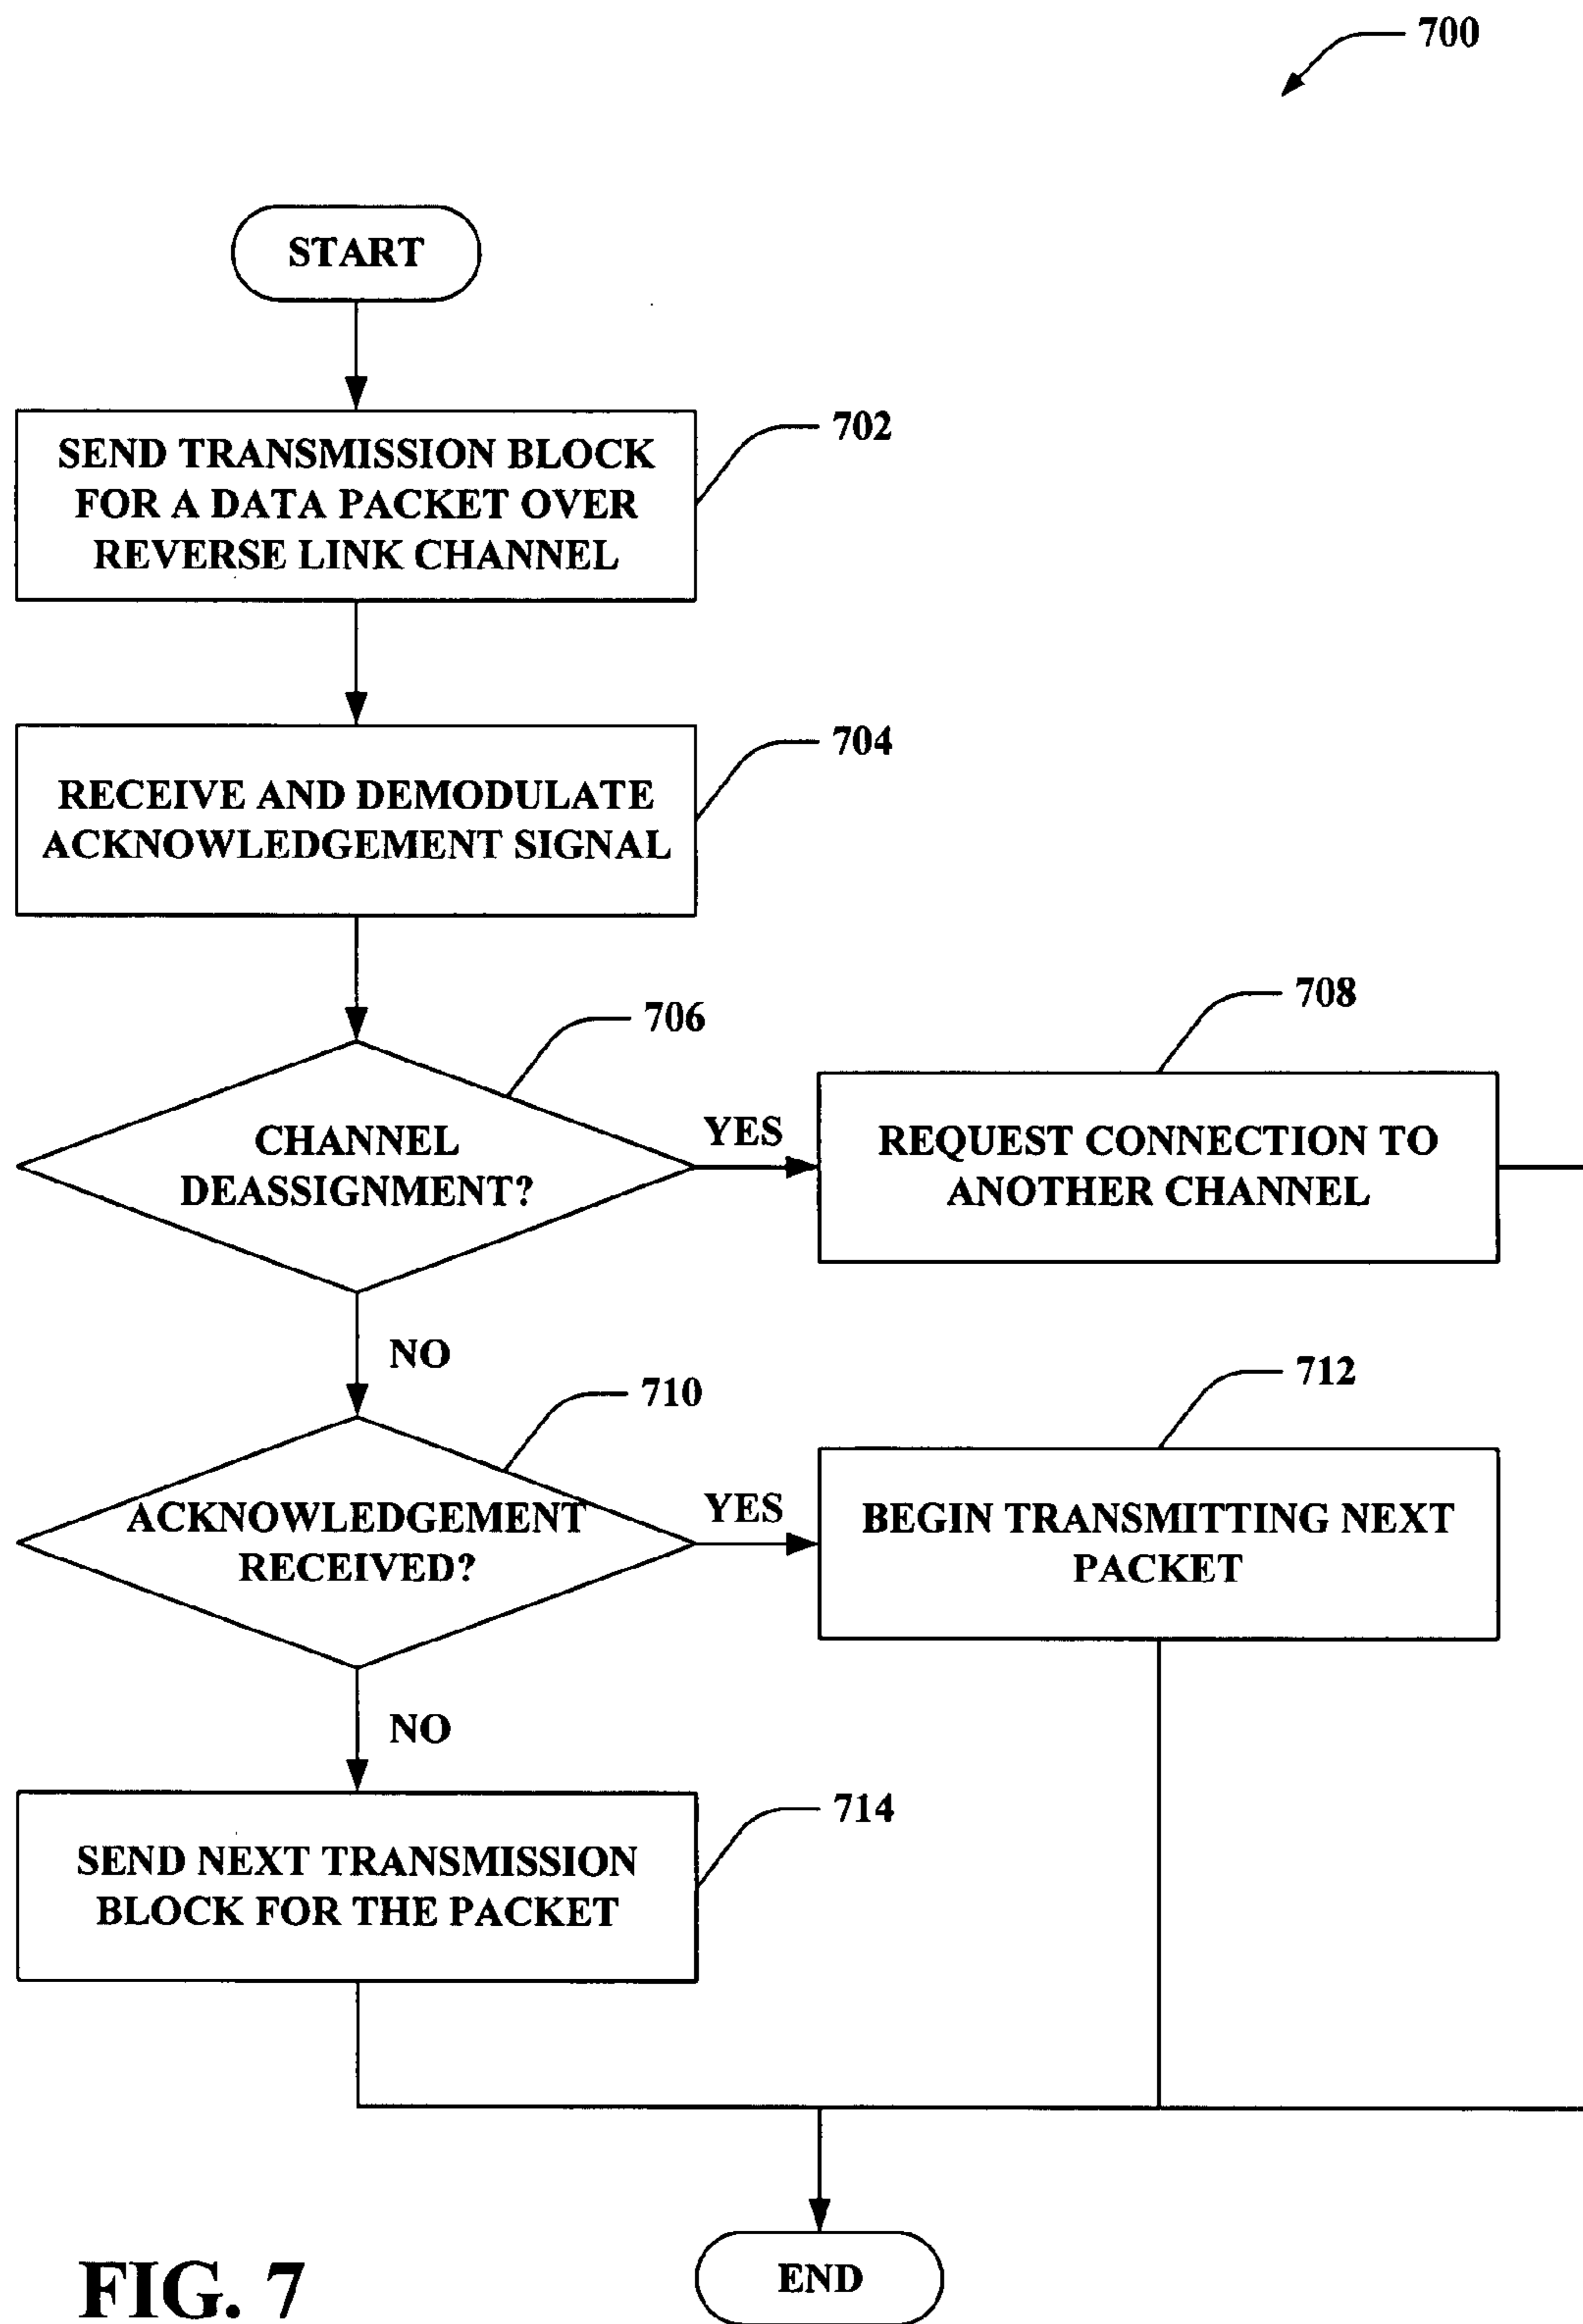 700
START
702
SEND TRANSMISSION BLOCK
FOR A DATA PACKET OVER
REVERSE LINK CHANNEL
704
RECEIVE AND DEMODULATE
ACKNOWLEDGEMENT SIGNAL
706
CHANNEL
DEASSIGNMENT?
YES
708
REQUEST CONNECTION TO
ANOTHER CHANNEL
NO
710
ACKNOWLEDGEMENT
RECEIVED?
YES
712
BEGIN TRANSMITTING NEXT
PACKET
NO
714
SEND NEXT TRANSMISSION
BLOCK FOR THE PACKET
END
FIG. 7